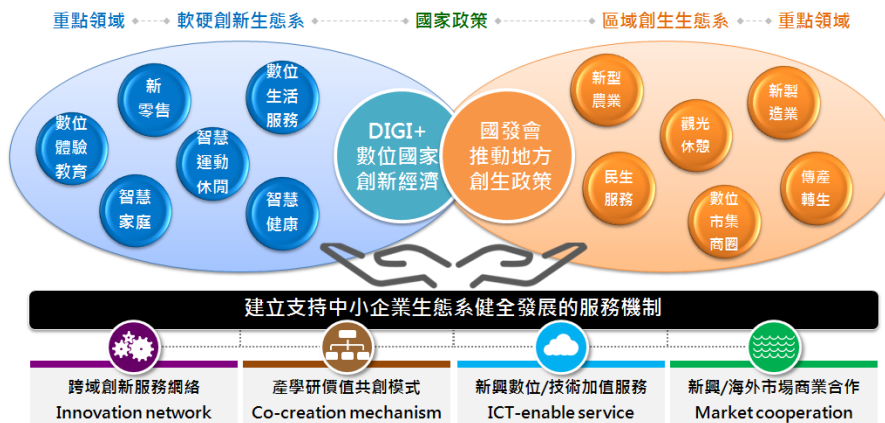 重點領域 軟硬創新生態系 國家政策 區域創生生態系 重點領域
新
零售
數位
生活
服務
數位
體驗
教育
智慧
運動
休閒
智慧
家庭
智慧
健康
DIGI+
數位國家
創新經濟
國發會
推動地方
創生政策
新型
農業
新製
造業
觀光
休憩
民生
服務
傳產
轉生
數位
市集
商圈
建立支持中小企業生態系健全發展的服務機制
跨域創新服務網絡
Innovation network
產學研價值共創模式
Co-creation mechanism
新興數位/技術加值服務
ICT-enable service
新興/海外市場商業合作
Market cooperation